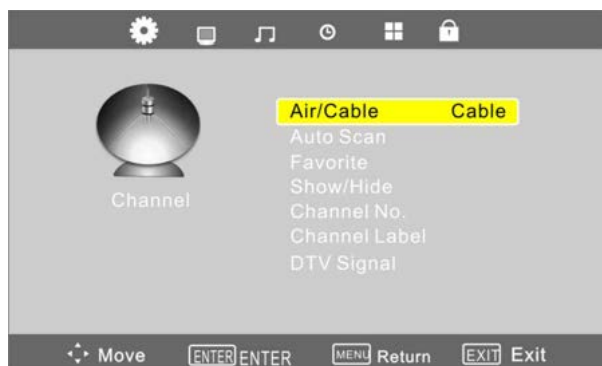 Air/Cable Cable
Auto Scan
Favorite
Show/Hide
Channel
Channel No.
Channel Label
DTV Signal
Move ENTER ENTER MENU Return EXIT Exit